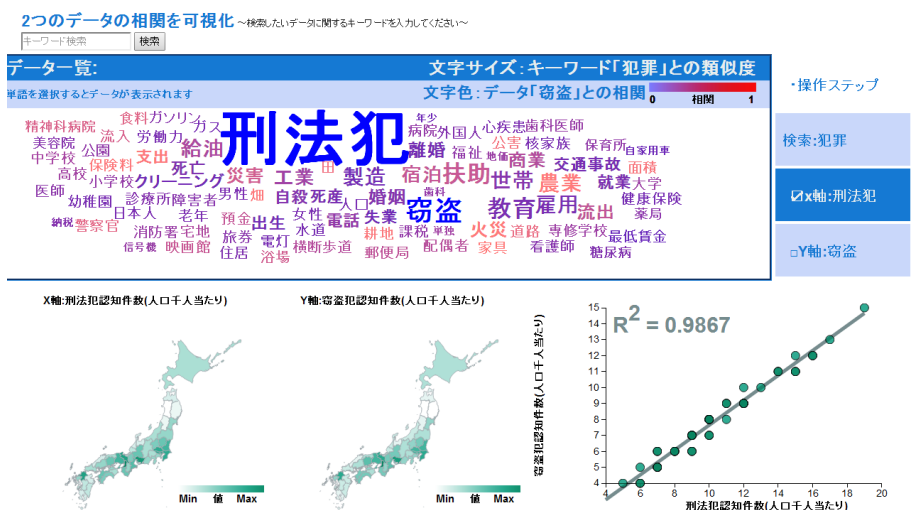 2つのデータの相関を可視化 ～検索したいデータに関するキーワードを入力してください～
キーワード検索 検索
データ一覧:
文字サイズ:キーワード「犯罪」との類似度
単語を選択するとデータが表示されます
文字色:データ「窃盗」との相関
0 相関 1
・操作ステップ
検索:犯罪
☑x軸:刑法犯
□Y軸:窃盗
刑法犯
食料 ガソリン ガス
精神科病院 流入 労働力
美容院 公園 支出 給油
中学校 保険料 死亡
高校 小学校 クリーニング 災害 工業 田 製造
医師 幼稚園 診療所 障害者 男性 畑 自殺 死産 人口 婚姻
日本人 老年 預金 出生 女性 電話 失業
納税 警察官 消防署 宅地 旅券 電灯 水道 耕地 課税 単独
信号機 映画館 住居 浴場 横断歩道 郵便局 配偶者 家具
年少 病院 外国人 心疾患 歯科医師
離婚 福祉 地価 公害 核家族 保育所 自家用車
宿泊 扶助 商業 交通事故 面積
歯科 世帯 農業 就業 大学
窃盗 教育 雇用 流出 健康保険 薬局
火災 道路 専修学校 最低賃金
看護師 糖尿病
X軸:刑法犯認知件数(人口千人当たり)
Min 値 Max
Y軸:窃盗犯認知件数(人口千人当たり)
Min 値 Max
R2 = 0.9867
窃盗犯認知件数(人口千人当たり)
15
14
13
12
11
10
9
8
7
6
5
4
4 6 8 10 12 14 16 18 20
刑法犯認知件数(人口千人当たり)